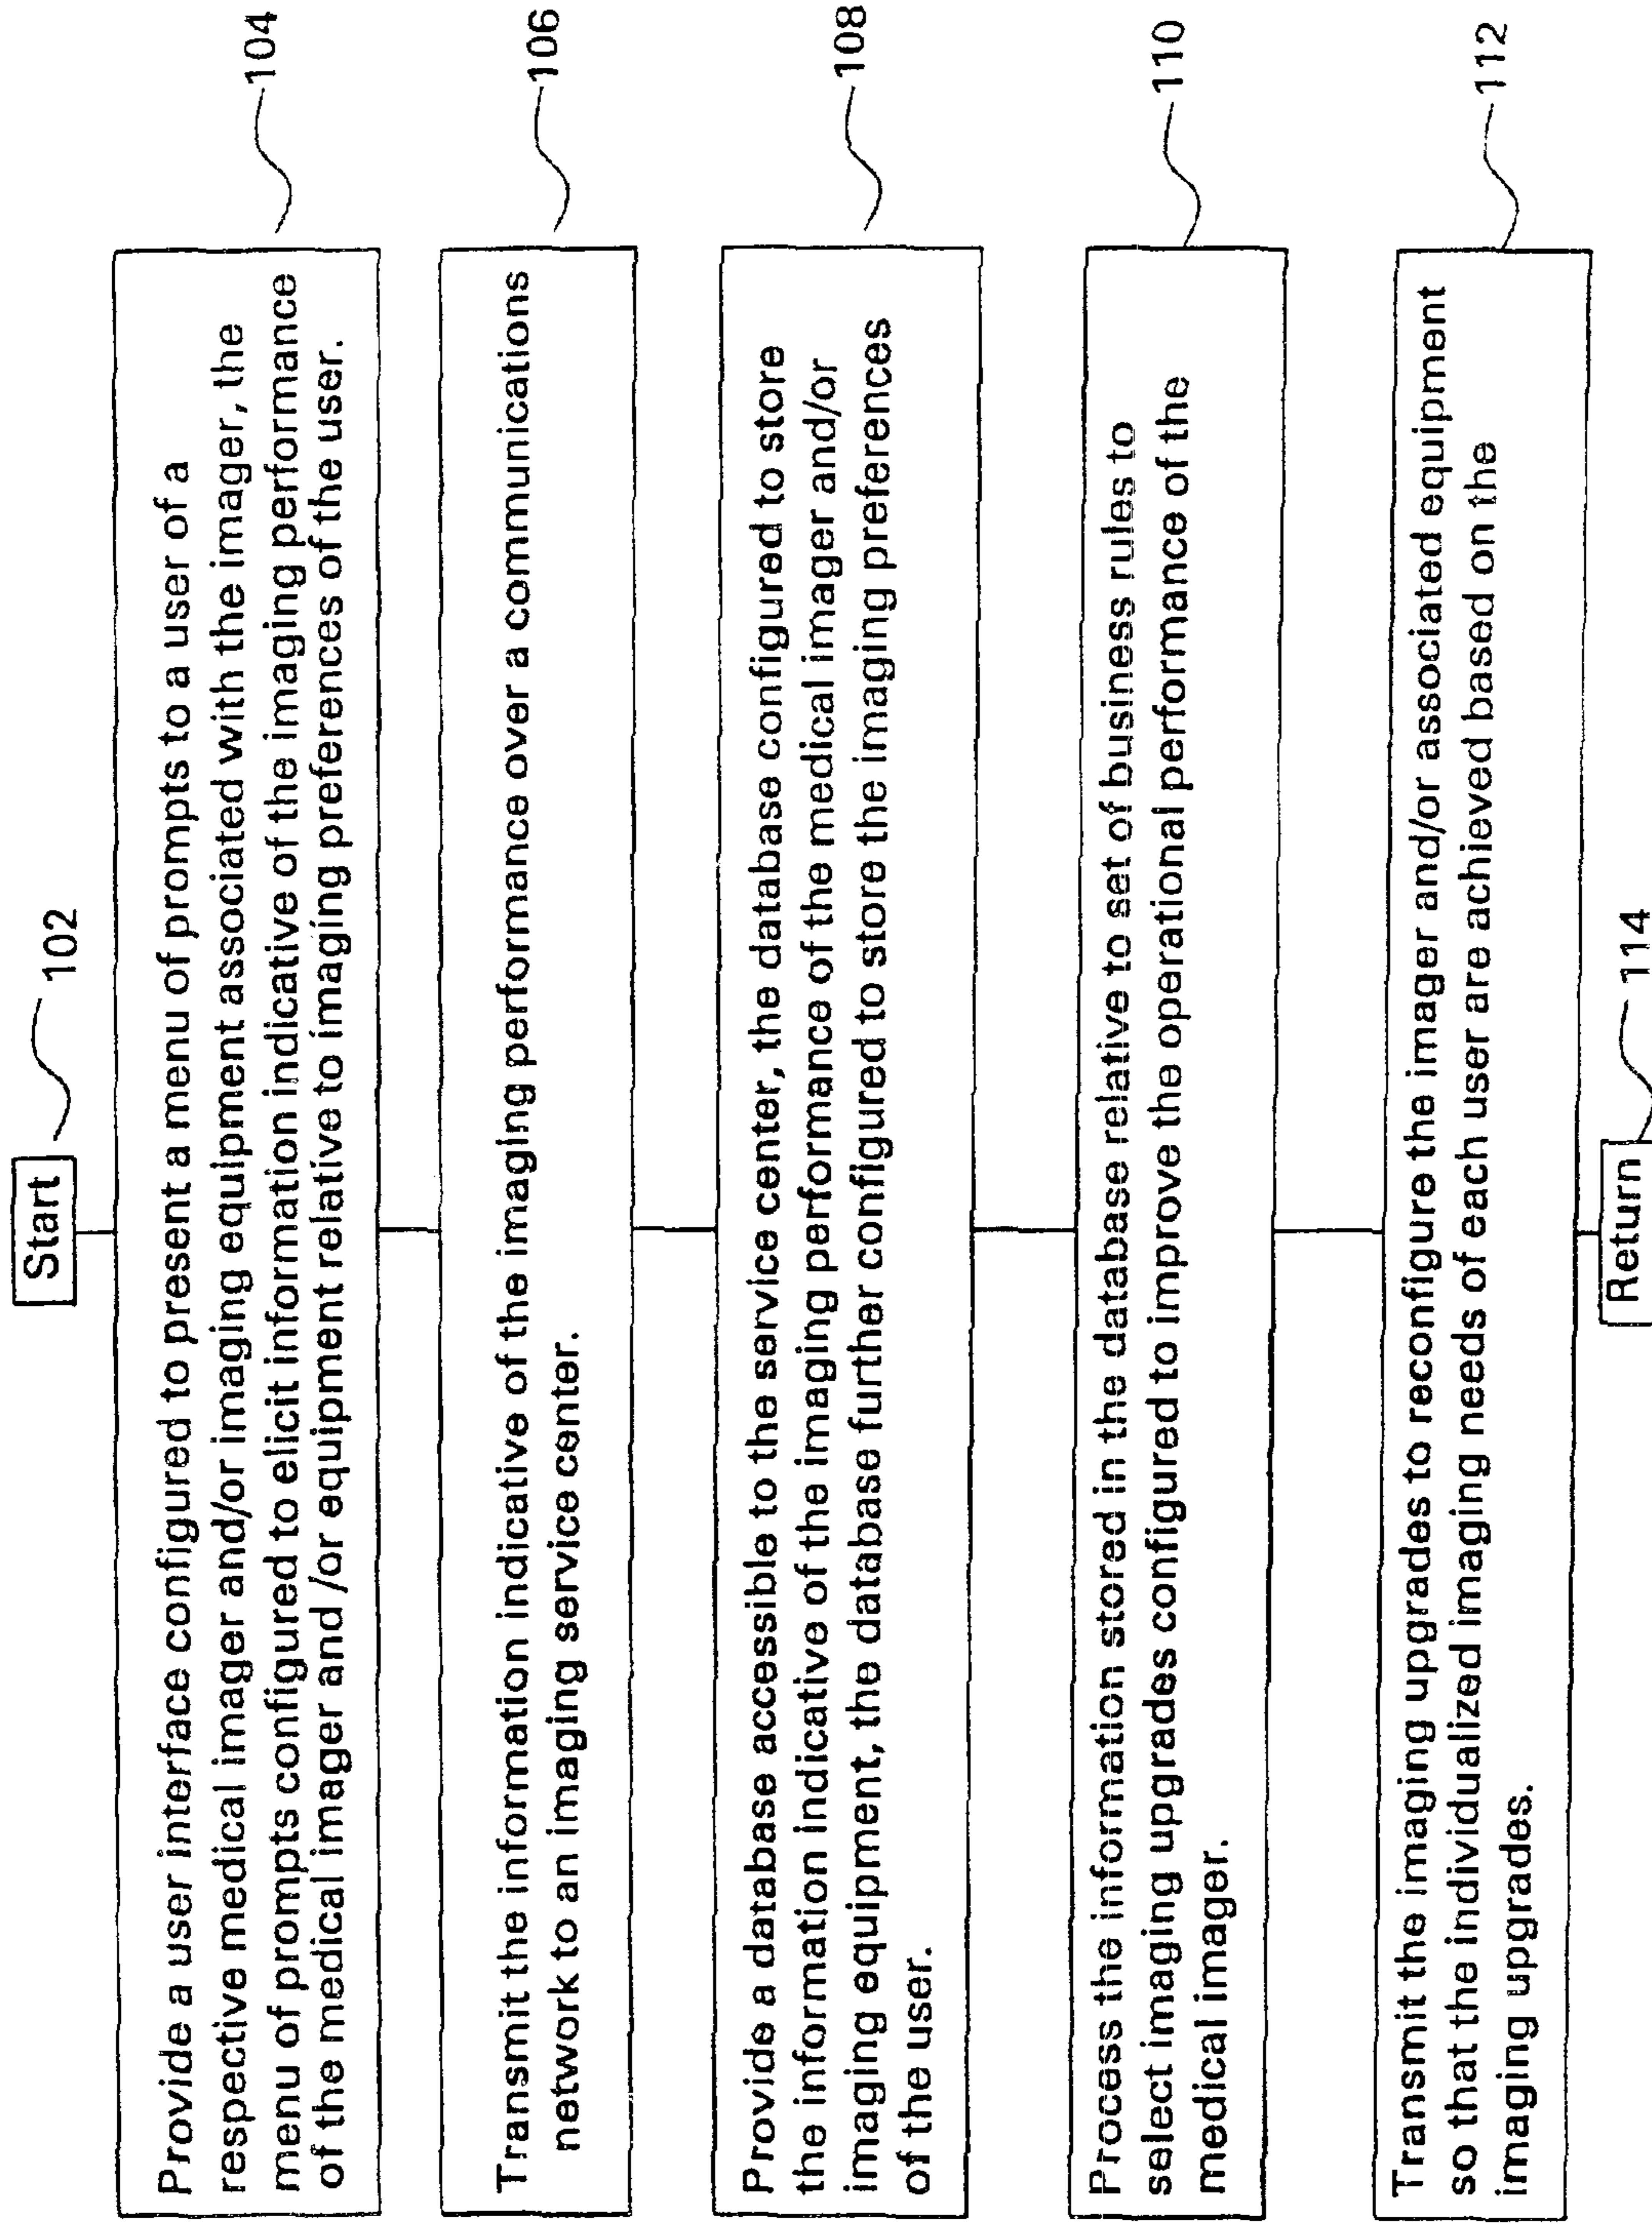 Start
102
Provide a user interface configured to present a menu of prompts to a user of a
respective medical imager and/or imaging equipment associated with the imager, the
menu of prompts configured to elicit information indicative of the imaging performance
of the medical imager and /or equipment relative to imaging preferences of the user.
104
Transmit the information indicative of the imaging performance over a communications
network to an imaging service center.
106
Provide a database accessible to the service center, the database configured to store
the information indicative of the imaging performance of the medical imager and/or
imaging equipment, the database further configured to store the imaging preferences
of the user.
108
Process the information stored in the database relative to set of business rules to
select imaging upgrades configured to improve the operational performance of the
medical imager.
110
Transmit the imaging upgrades to reconfigure the imager and/or associated equipment
so that the individualized imaging needs of each user are achieved based on the
imaging upgrades.
112
Return
114